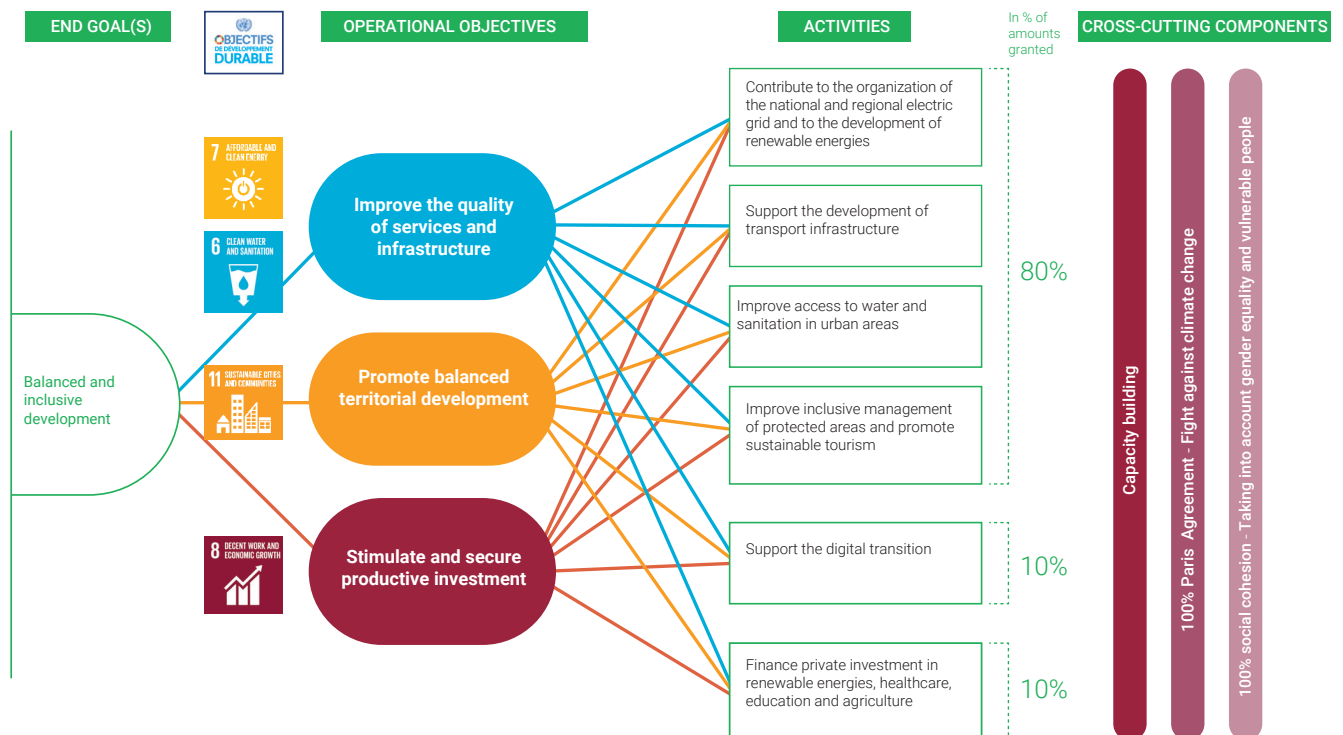 END GOAL(S)
OBJECTIFS
DE DÉVELOPPEMENT
DURABLE
OPERATIONAL OBJECTIVES
ACTIVITIES
In % of
amounts
granted
CROSS-CUTTING COMPONENTS
Balanced and
inclusive
development
7 AFFORDABLE AND
CLEAN ENERGY
6 CLEAN WATER
AND SANITATION
11 SUSTAINABLE CITIES
AND COMMUNITIES
8 DECENT WORK AND
ECONOMIC GROWTH
Improve the quality
of services and
infrastructure
Promote balanced
territorial development
Stimulate and secure
productive investment
Contribute to the organization of
the national and regional electric
grid and to the development of
renewable energies
Support the development of
transport infrastructure
Improve access to water and
sanitation in urban areas
Improve inclusive management
of protected areas and promote
sustainable tourism
Support the digital transition
Finance private investment in
renewable energies, healthcare,
education and agriculture
80%
10%
10%
Capacity building
100% Paris Agreement - Fight against climate change
100% social cohesion - Taking into account gender equality and vulnerable people